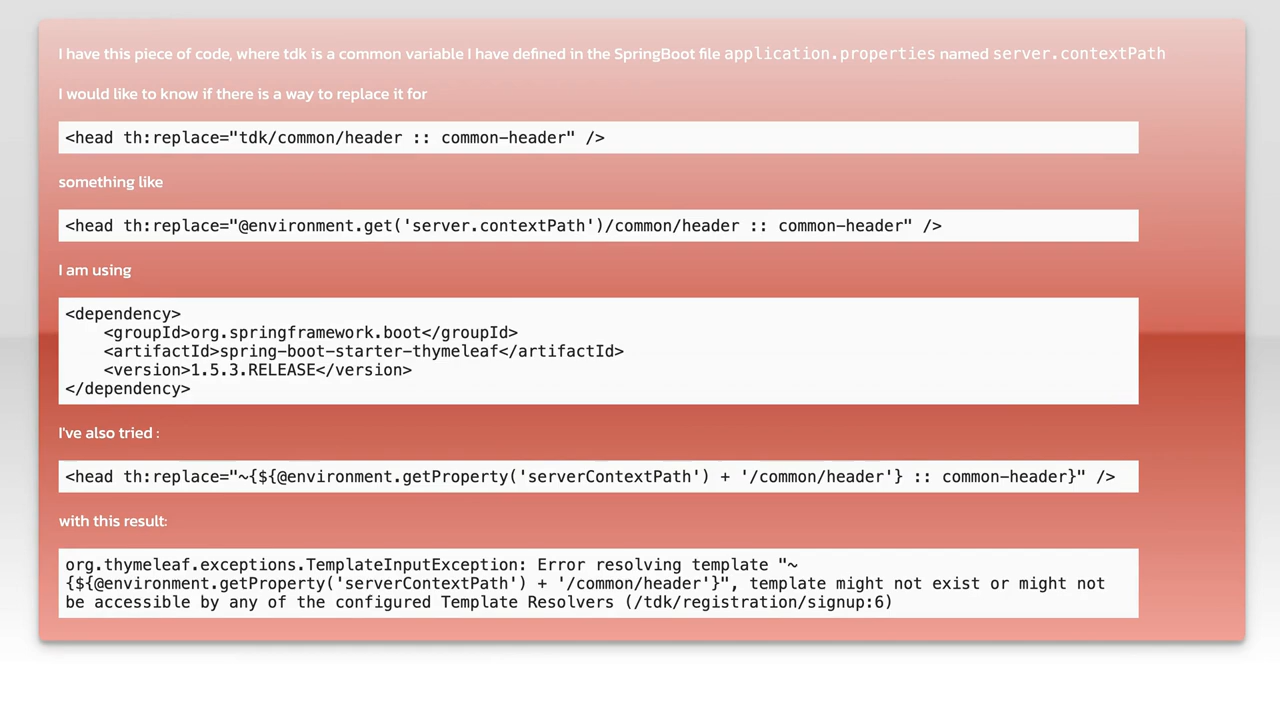 I have this piece of code, where tdk is a common variable I have defined in the SpringBoot file application.properties named server.contextPath
I would like to know if there is a way to replace it for
<head th:replace="tdk/common/header :: common-header" />
something like
<head th:replace="@environment.get('server.contextPath')/common/header :: common-header" />
I am using
<dependency>
    <groupId>org.springframework.boot</groupId>
    <artifactId>spring-boot-starter-thymeleaf</artifactId>
    <version>1.5.3.RELEASE</version>
</dependency>
I've also tried :
<head th:replace="~{${@environment.getProperty('serverContextPath') + '/common/header'} :: common-header}" />
with this result:
org.thymeleaf.exceptions.TemplateInputException: Error resolving template "~
{${@environment.getProperty('serverContextPath') + '/common/header'}", template might not exist or might not
be accessible by any of the configured Template Resolvers (/tdk/registration/signup:6)